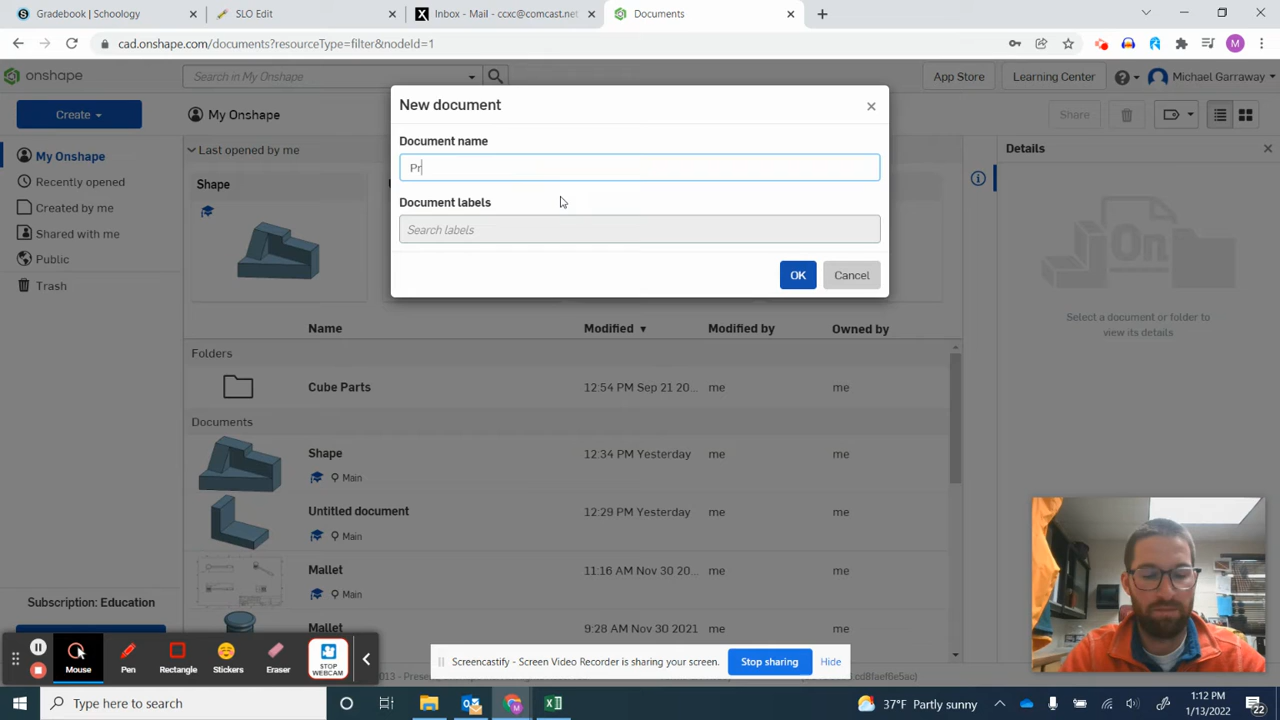 Gradebook | Schoology
SLO Edit
Inbox - Mail - ccxc@comcast.net
Documents
cad.onshape.com/documents?resourceType=filter&nodeId=1
M
onshape
Search in My Onshape
App Store
Learning Center
Michael Garraway
Create
My Onshape
Share
New document
Document name
Pr
Document labels
Search labels
OK
Cancel
My Onshape
Recently opened
Created by me
Shared with me
Public
Trash
Last opened by me
Shape
Details
Select a document or folder to
view its details
Name
Modified
Modified by
Owned by
Folders
Cube Parts
12:54 PM Sep 21 20...
me
me
Documents
Shape
Main
12:34 PM Yesterday
me
me
Untitled document
Main
12:29 PM Yesterday
me
me
Mallet
Main
11:16 AM Nov 30 20...
me
me
Mallet
9:28 AM Nov 30 2021
me
me
Subscription: Education
Mouse
Pen
Rectangle
Stickers
Eraser
STOP
WEBCAM
Screencastify - Screen Video Recorder is sharing your screen.
Stop sharing
Hide
Type here to search
37°F Partly sunny
1:12 PM
1/13/2022
22